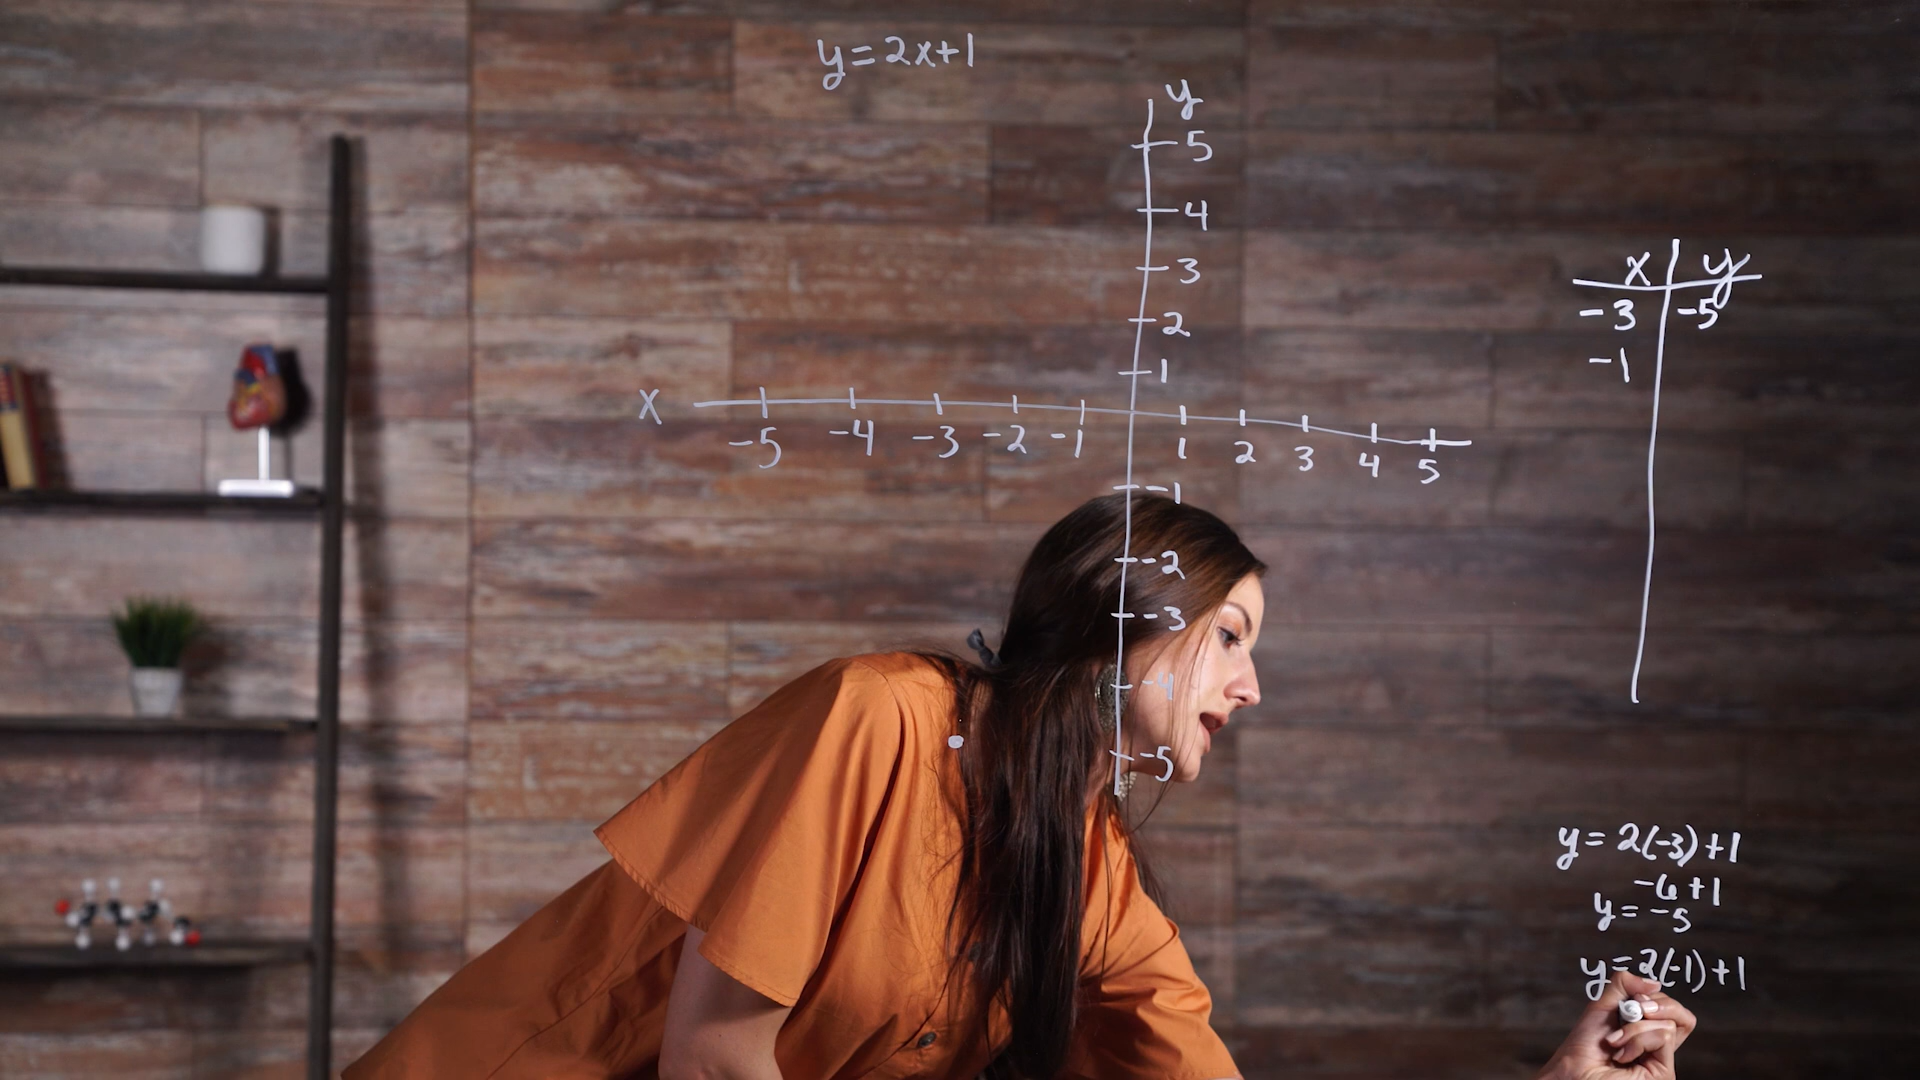 y=2x+1
y
5
4
3
2
1
x
-5 -4 -3 -2 -1 1 2 3 4 5
-1
-2
-3
-4
-5
x y
-3 -5
-1
y= 2(-3)+1
-6+1
y= -5
y=2(-1)+1